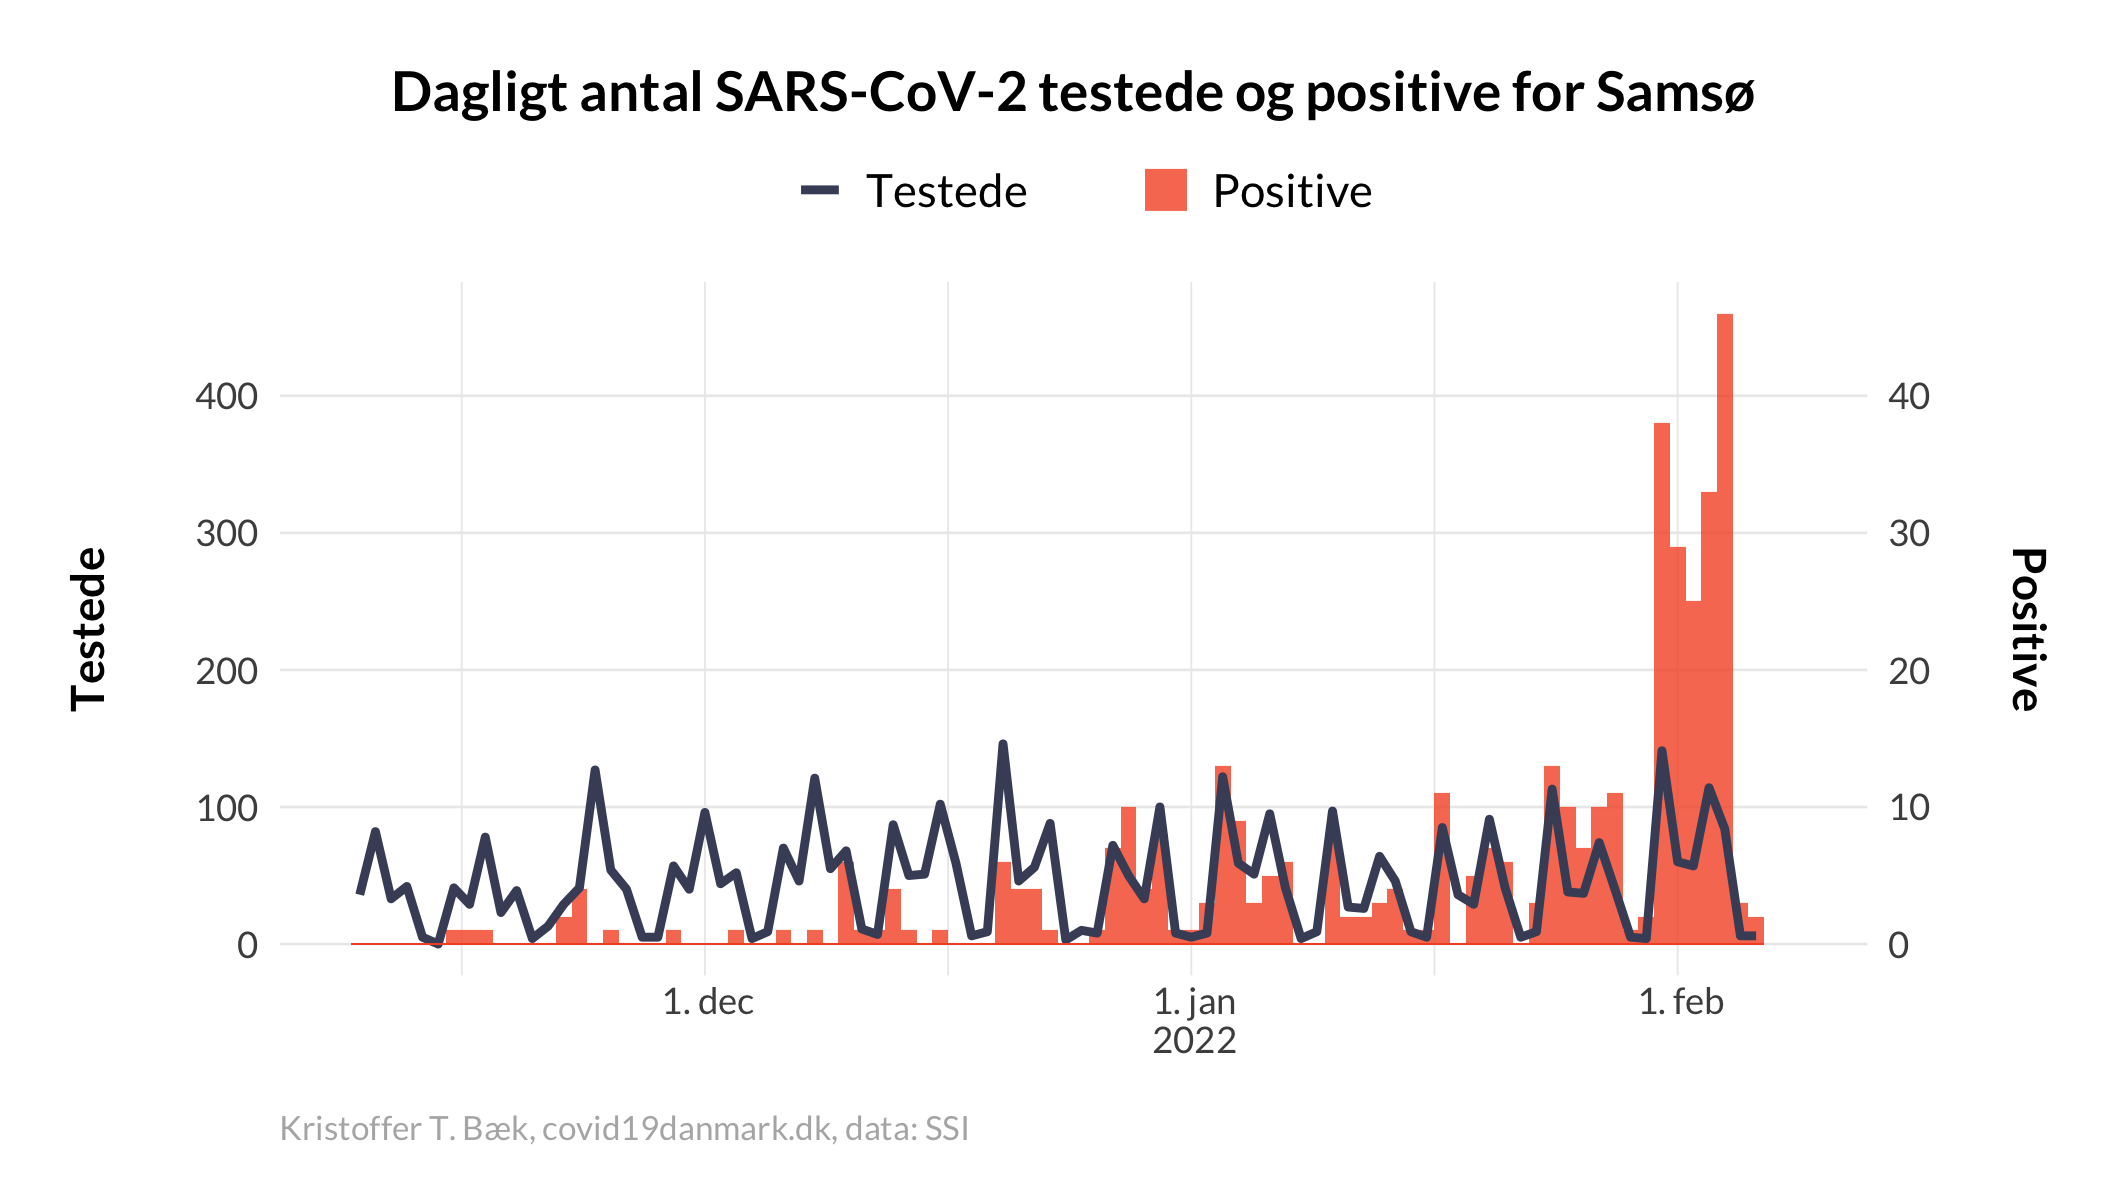 Dagligt antal SARS-CoV-2 testede og positive for Samsø
Testede
Positive
400
300
200
100
0
40
30
20
10
0
Testede
Positive
1. dec
1. jan
2022
1. feb
Kristoffer T. Bæk, covid19danmark.dk, data: SSI